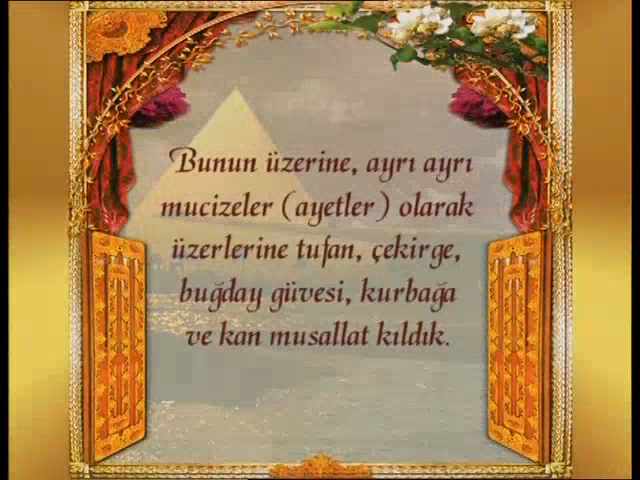 Bunun üzerine, ayrı ayrı
mucizeler (ayetler) olarak
üzerlerine tufan, çekirge,
buğday güvesi, kurbağa
ve kan musallat kıldık.